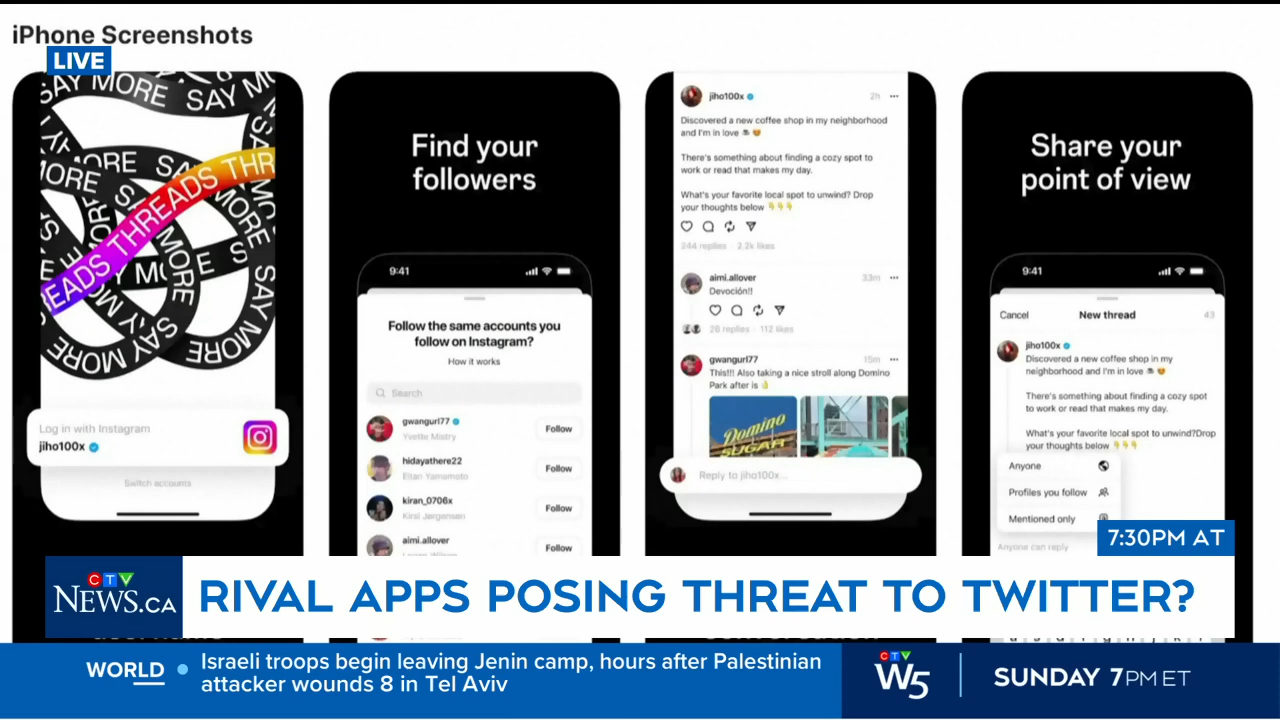 iPhone Screenshots
LIVE
SAY MORE
SAY MORE
THREADS THREADS THR
SAY MORE
SAY MORE
Log in with Instagram
jiho100x
Switch accounts
Find your
followers
9:41
Follow the same accounts you
follow on Instagram?
How it works
Search
gwangurl77
Yvette Mistry
Follow
hidayathere22
Eitan Yamamoto
Follow
kiran_0706x
Kirsi Jørgensen
Follow
aimi.allover
Follow
jiho100x
2h
Discovered a new coffee shop in my neighborhood
and I'm in love ☕😍
There's something about finding a cozy spot to
work or read that makes my day.
What's your favorite local spot to unwind? Drop
your thoughts below 👇👇👇
244 replies · 2.2k likes
aimi.allover
33m
Devoción!!
28 replies · 112 likes
gwangurl77
15m
This!!! Also taking a nice stroll along Domino
Park after is 👌
Domino
SUGAR
Reply to jiho100x...
Share your
point of view
9:41
Cancel
New thread
43
jiho100x
Discovered a new coffee shop in my
neighborhood and I'm in love ☕😍
There's something about finding a cozy spot
to work or read that makes my day.
What's your favorite local spot to unwind?Drop
your thoughts below 👇👇👇
Anyone
Profiles you follow
Mentioned only
Anyone can reply
7:30PM AT
CTV
NEWS.CA
RIVAL APPS POSING THREAT TO TWITTER?
WORLD
Israeli troops begin leaving Jenin camp, hours after Palestinian
attacker wounds 8 in Tel Aviv
CTV
W5
SUNDAY 7PM ET